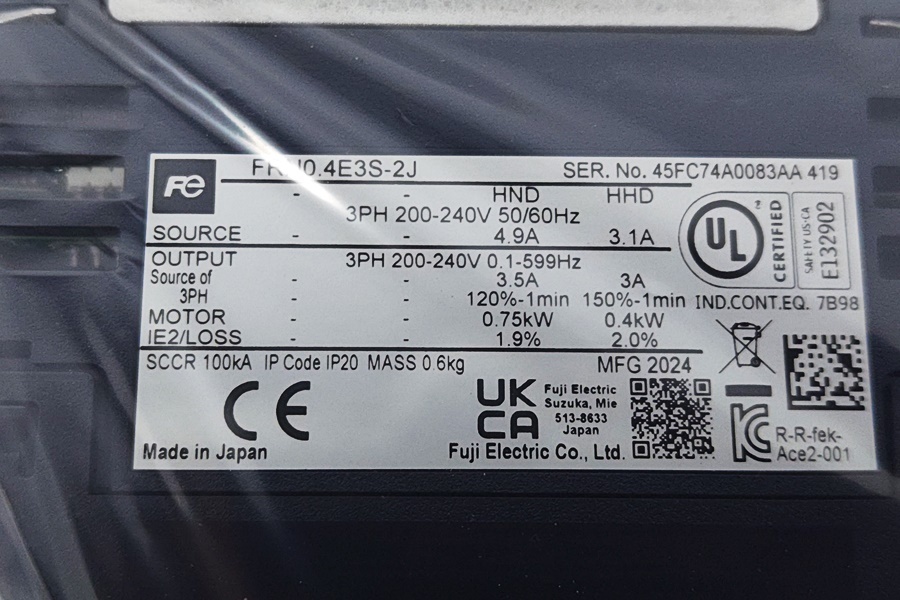 Fe
0.4E3S-2J SER. No. 45FC74A0083AA 419
- - HND HHD
3PH 200-240V 50/60Hz
SOURCE - - 4.9A 3.1A
OUTPUT 3PH 200-240V 0.1-599Hz
Source of - - 3.5A 3A
3PH - - 120%-1min 150%-1min
MOTOR - - 0.75kW 0.4kW
IE2/LOSS - - 1.9% 2.0%
UL
CERTIFIED
SAFETY US-CA
E132902
IND.CONT.EQ. 7B98
SCCR 100kA IP Code IP20 MASS 0.6kg MFG 2024
CE
UK
CA
Fuji Electric
Suzuka, Mie
513-8633
Japan
R-R-fek-
Ace2-001
Made in Japan Fuji Electric Co., Ltd.